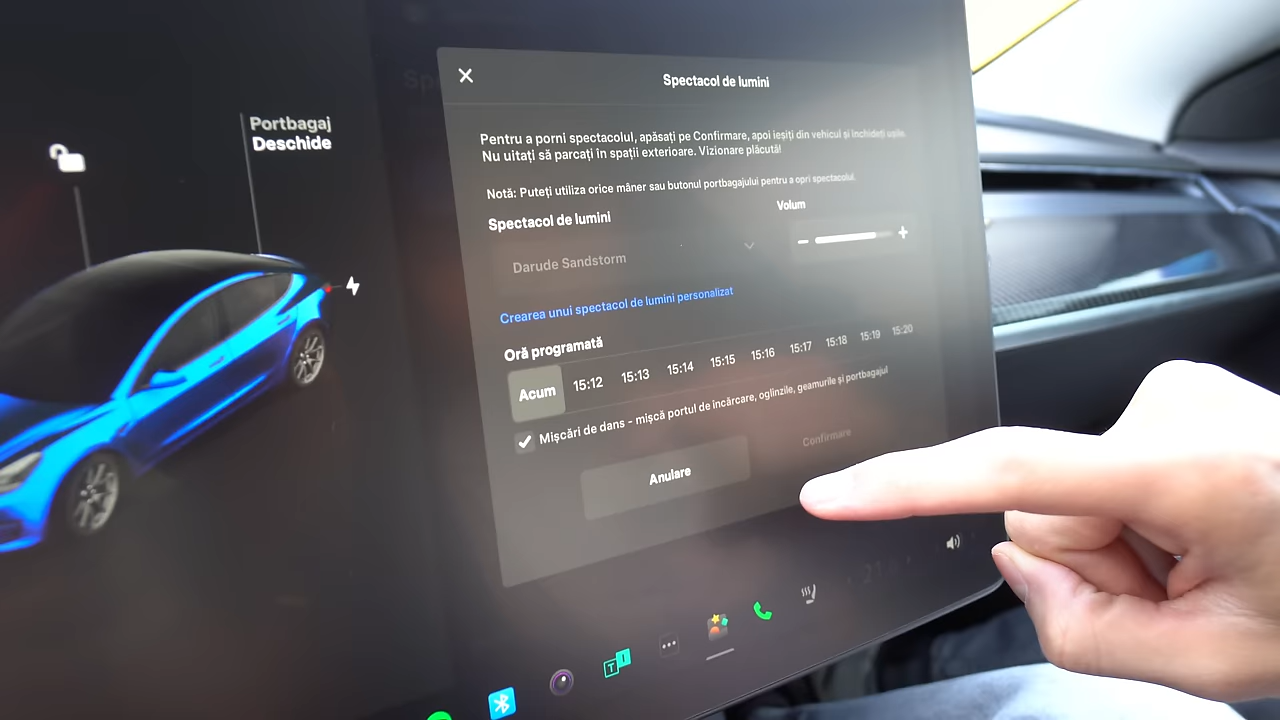 Portbagaj
Deschide
Spectacol de lumini
Pentru a porni spectacolul, apăsați pe Confirmare, apoi ieșiți din vehicul și închideți ușile.
Nu uitați să parcați în spații exterioare. Vizionare plăcută!
Notă: Puteți utiliza orice mâner sau butonul portbagajului pentru a opri spectacolul.
Spectacol de lumini
Volum
Darude Sandstorm
Crearea unui spectacol de lumini personalizat
Oră programată
Acum 15:12 15:13 15:14 15:15 15:16 15:17 15:18 15:19 15:20
Mișcări de dans - mișcă portul de încărcare, oglinzile, geamurile și portbagajul
Anulare
Confirmare